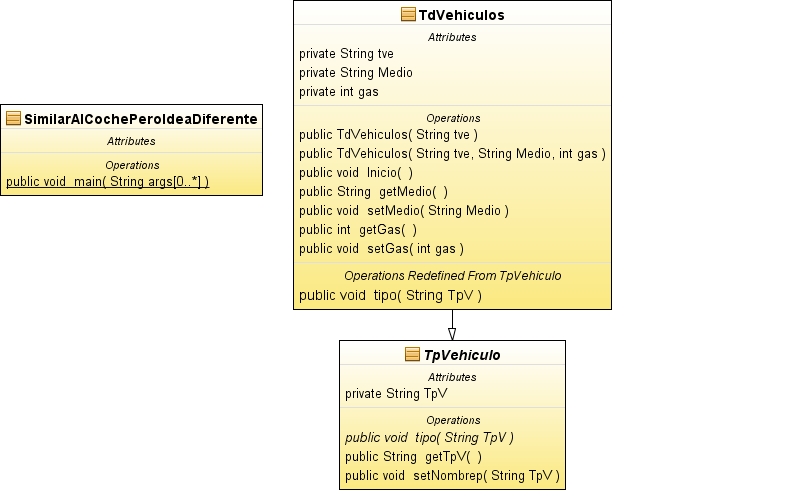 TdVehiculos
Attributes
private String tve
private String Medio
private int gas
Operations
public TdVehiculos( String tve )
public TdVehiculos( String tve, String Medio, int gas )
public void Inicio( )
public String getMedio( )
public void setMedio( String Medio )
public int getGas( )
public void setGas( int gas )
Operations Redefined From TpVehiculo
public void tipo( String TpV )
SimilarAlCochePeroIdeaDiferente
Attributes
Operations
public void main( String args[0..*] )
TpVehiculo
Attributes
private String TpV
Operations
public void tipo( String TpV )
public String getTpV( )
public void setNombrep( String TpV )